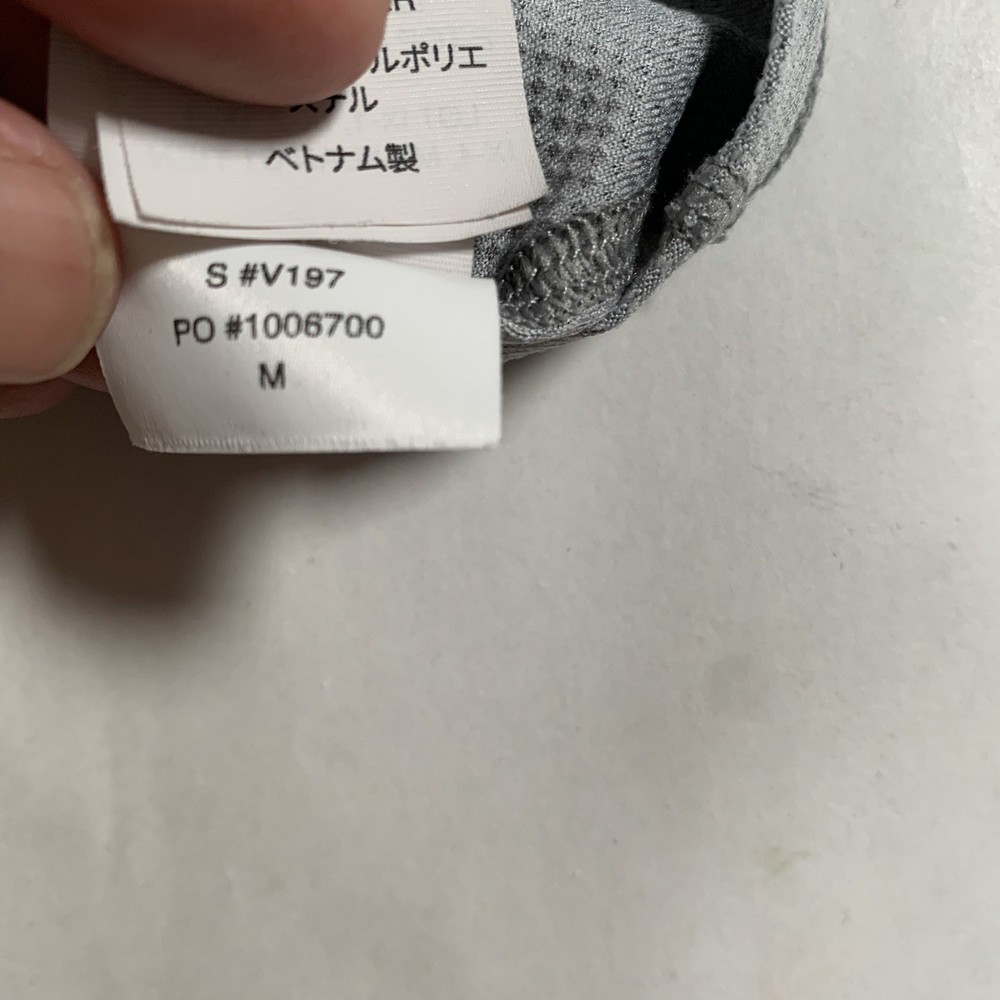 ルポリエ
ステル
ベトナム製
S #V197
PO #1006700
M